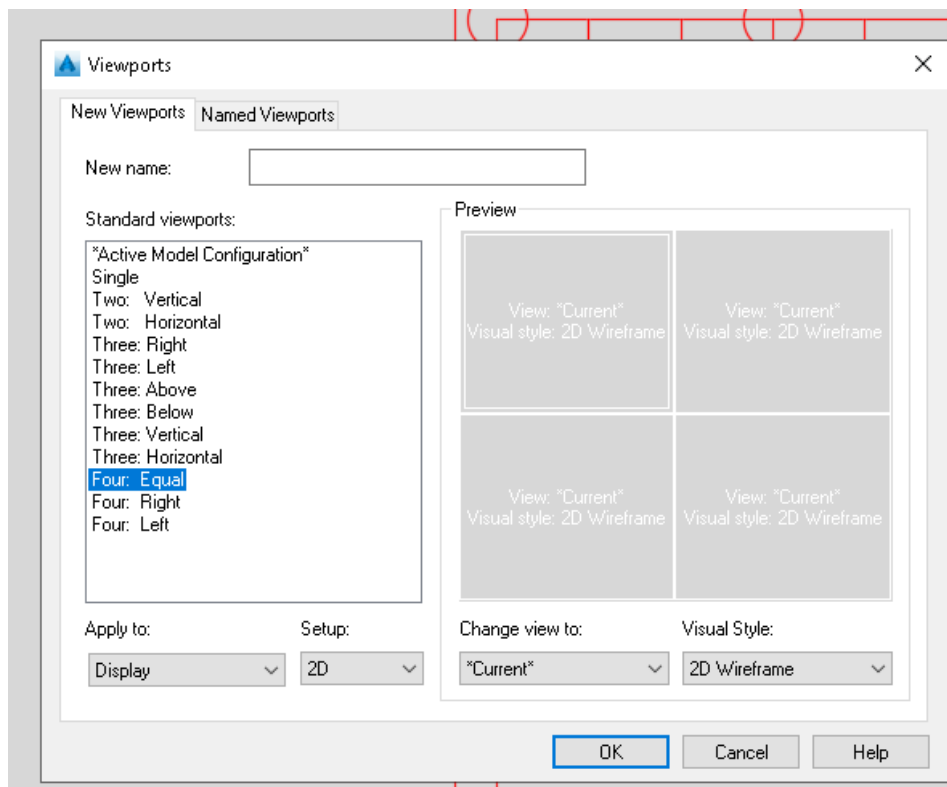 Viewports
New Viewports
Named Viewports
New name:
Standard viewports:
*Active Model Configuration*
Single
Two: Vertical
Two: Horizontal
Three: Right
Three: Left
Three: Above
Three: Below
Three: Vertical
Three: Horizontal
Four: Equal
Four: Right
Four: Left
Apply to:
Display
Setup:
2D
Preview
View: *Current*
Visual style: 2D Wireframe
View: *Current*
Visual style: 2D Wireframe
View: *Current*
Visual style: 2D Wireframe
View: *Current*
Visual style: 2D Wireframe
Change view to:
*Current*
Visual Style:
2D Wireframe
OK
Cancel
Help